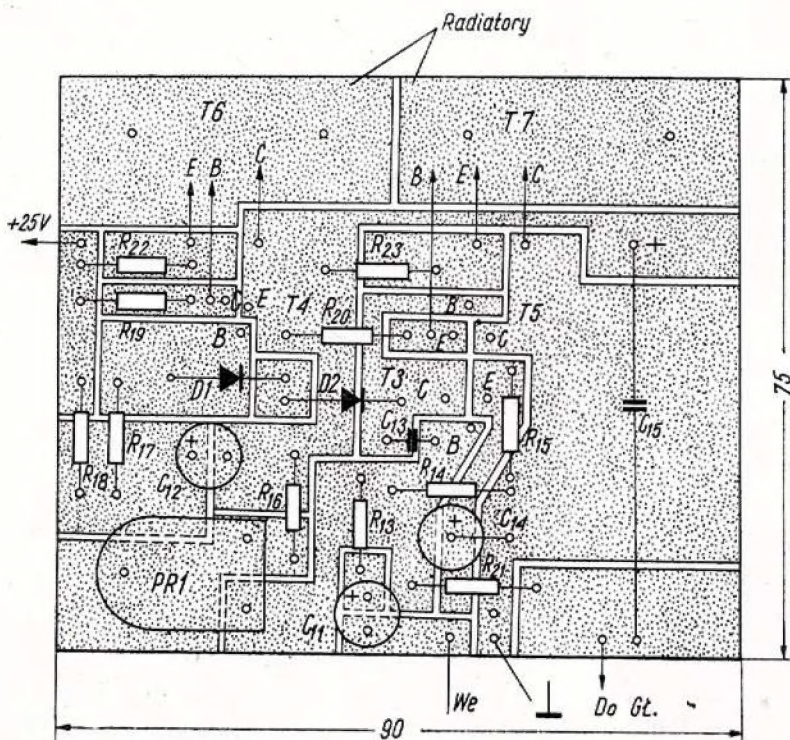 Radiatory
T6
T7
E B C
B E C
+25V
R22
R23
R19
C E
T4
R20
B
T5
B
E
C
D1
D2
T3
C
E
C13
R15
C15
75
R18
R17
B
C12
R14
R16
R13
C14
PR1
R21
C11
We
Do Gł.
90